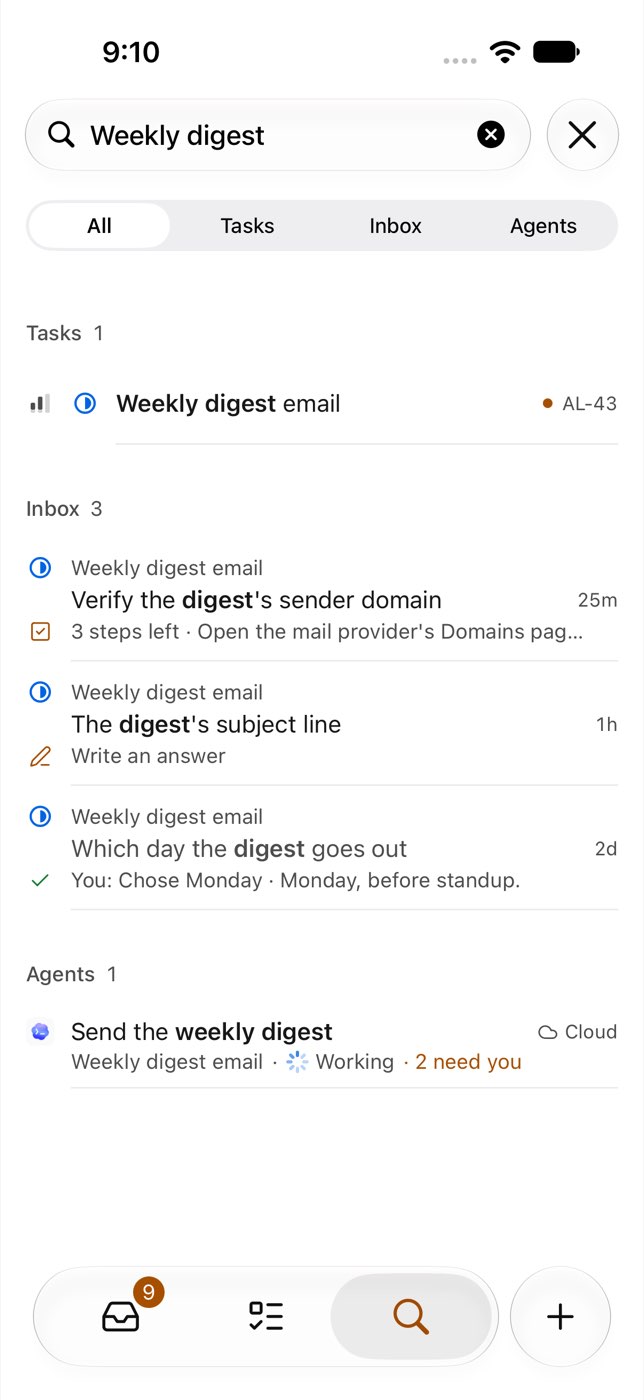 9:10
Weekly digest
All Tasks Inbox Agents
Tasks 1
Weekly digest email AL-43
Inbox 3
Weekly digest email
Verify the digest's sender domain 25m
3 steps left · Open the mail provider's Domains pag...
Weekly digest email
The digest's subject line 1h
Write an answer
Weekly digest email
Which day the digest goes out 2d
You: Chose Monday · Monday, before standup.
Agents 1
Send the weekly digest Cloud
Weekly digest email · Working · 2 need you
9